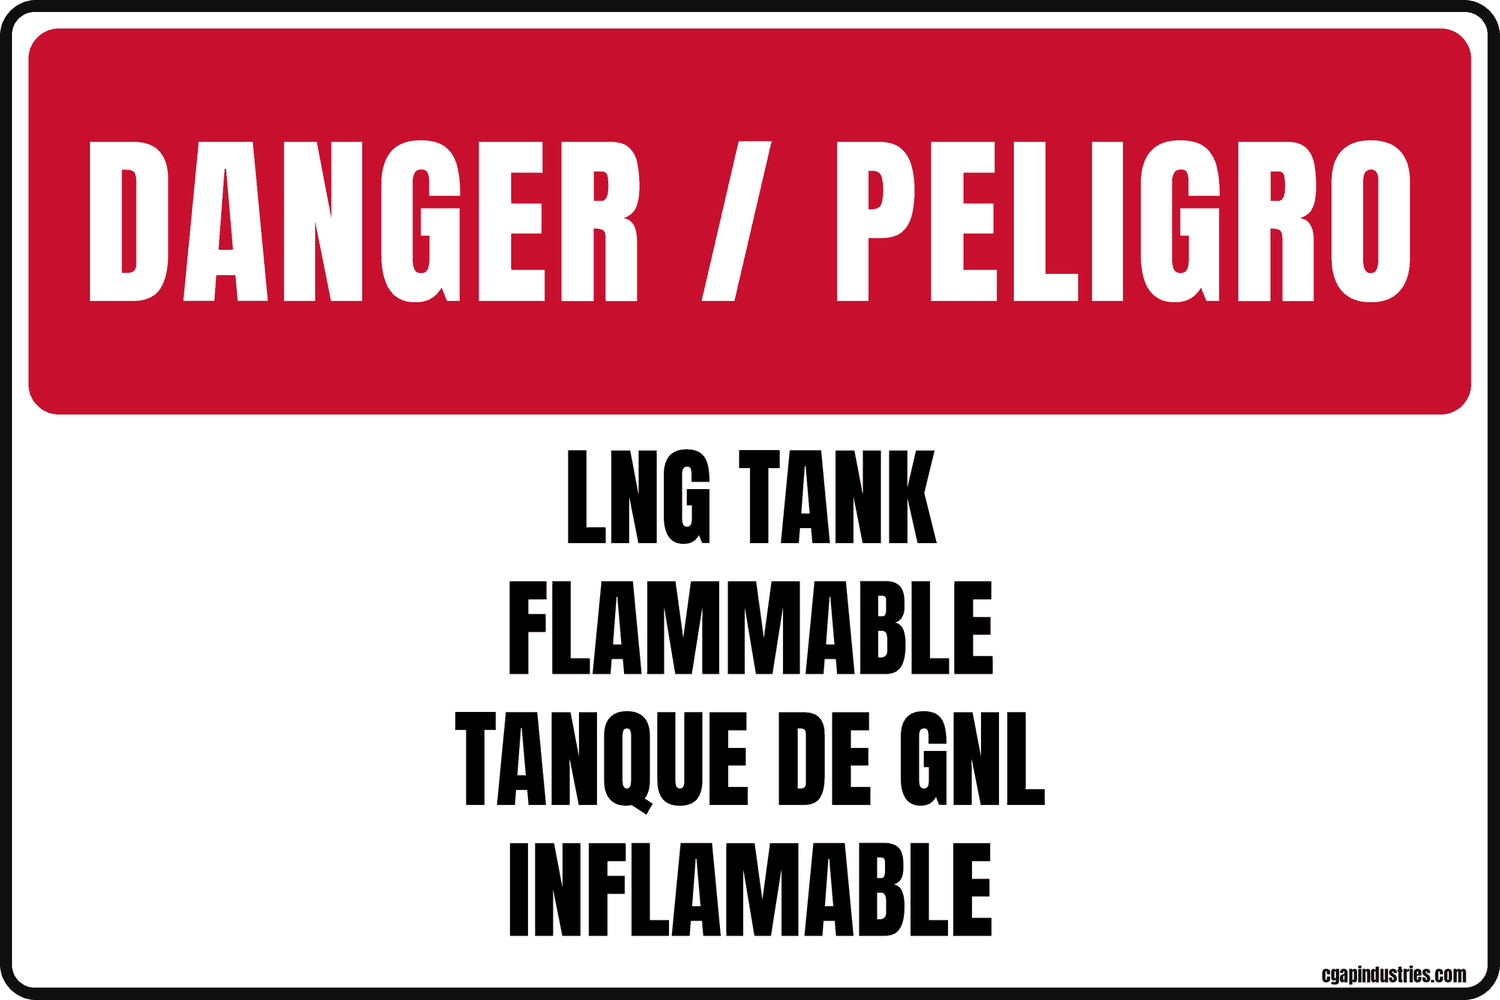 DANGER / PELIGRO
LNG TANK
FLAMMABLE
TANQUE DE GNL
INFLAMABLE
cgapindustries.com